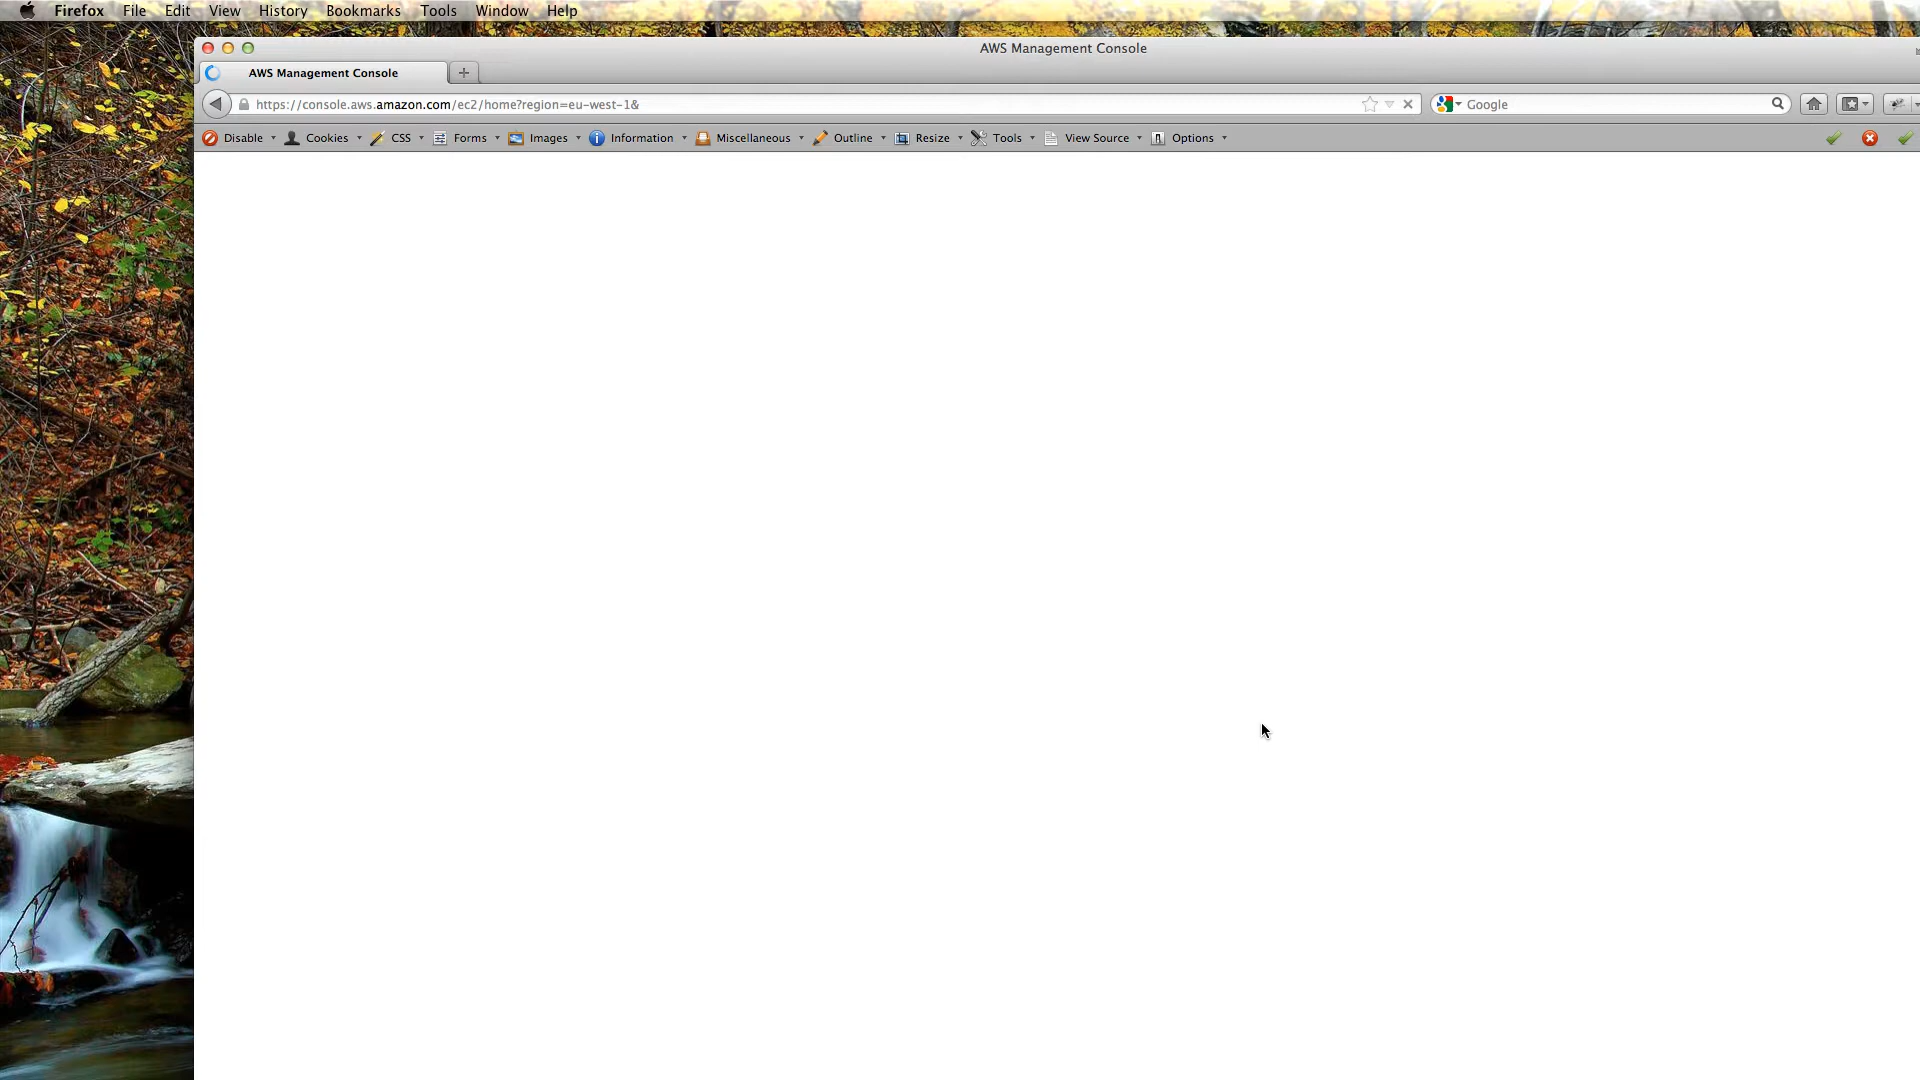 Firefox File Edit View History Bookmarks Tools Window Help
AWS Management Console
AWS Management Console
https://console.aws.amazon.com/ec2/home?region=eu-west-1&
Google
Disable Cookies CSS Forms Images Information Miscellaneous Outline Resize Tools View Source Options